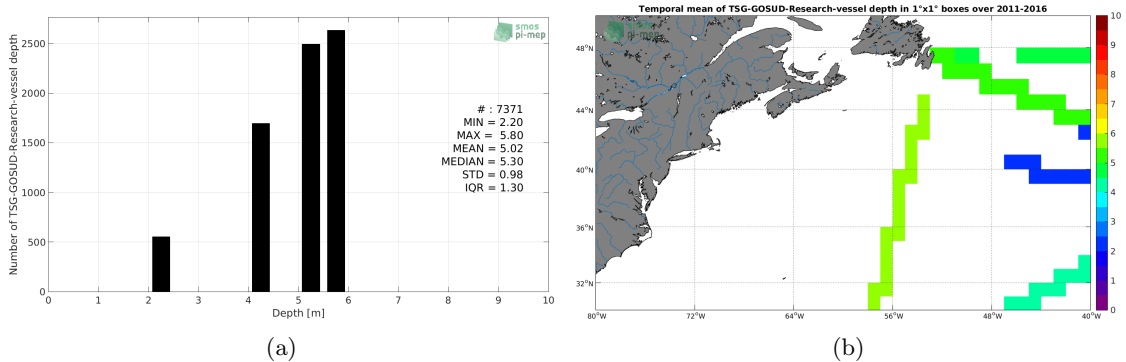 smos
pi-mep
Number of TSG-GOSUD-Research-vessel depth
2500
2000
1500
1000
500
0
# : 7371
MIN = 2.20
MAX = 5.80
MEAN = 5.02
MEDIAN = 5.30
STD = 0.98
IQR = 1.30
0 1 2 3 4 5 6 7 8 9 10
Depth [m]
(a)
Temporal mean of TSG-GOSUD-Research-vessel depth in 1°x1° boxes over 2011-2016
smos
pi-mep
48°N
44°N
40°N
36°N
32°N
80°W 72°W 64°W 56°W 48°W 40°W
10
9
8
7
6
5
4
3
2
1
0
(b)